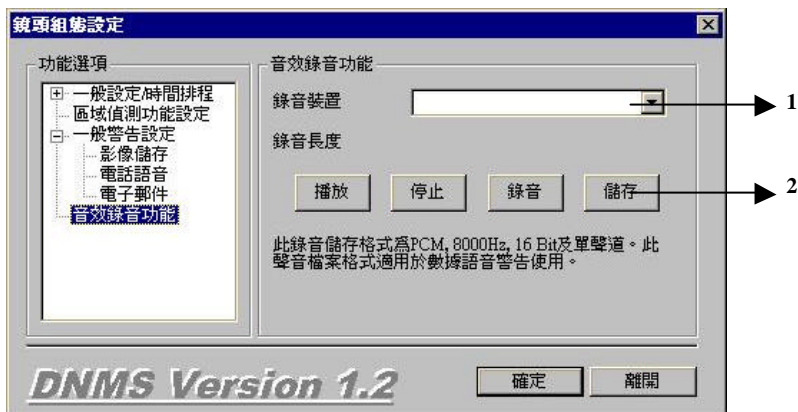 鏡頭組態設定
功能選項
一般設定/時間排程
區域偵測功能設定
一般警告設定
影像儲存
電話語音
電子郵件
音效錄音功能
音效錄音功能
錄音裝置
1
錄音長度
播放 停止 錄音 儲存
2
此錄音儲存格式爲PCM, 8000Hz, 16 Bit及單聲道。此
聲音檔案格式適用於數據語音警告使用。
DNMS Version 1.2
確定 離開